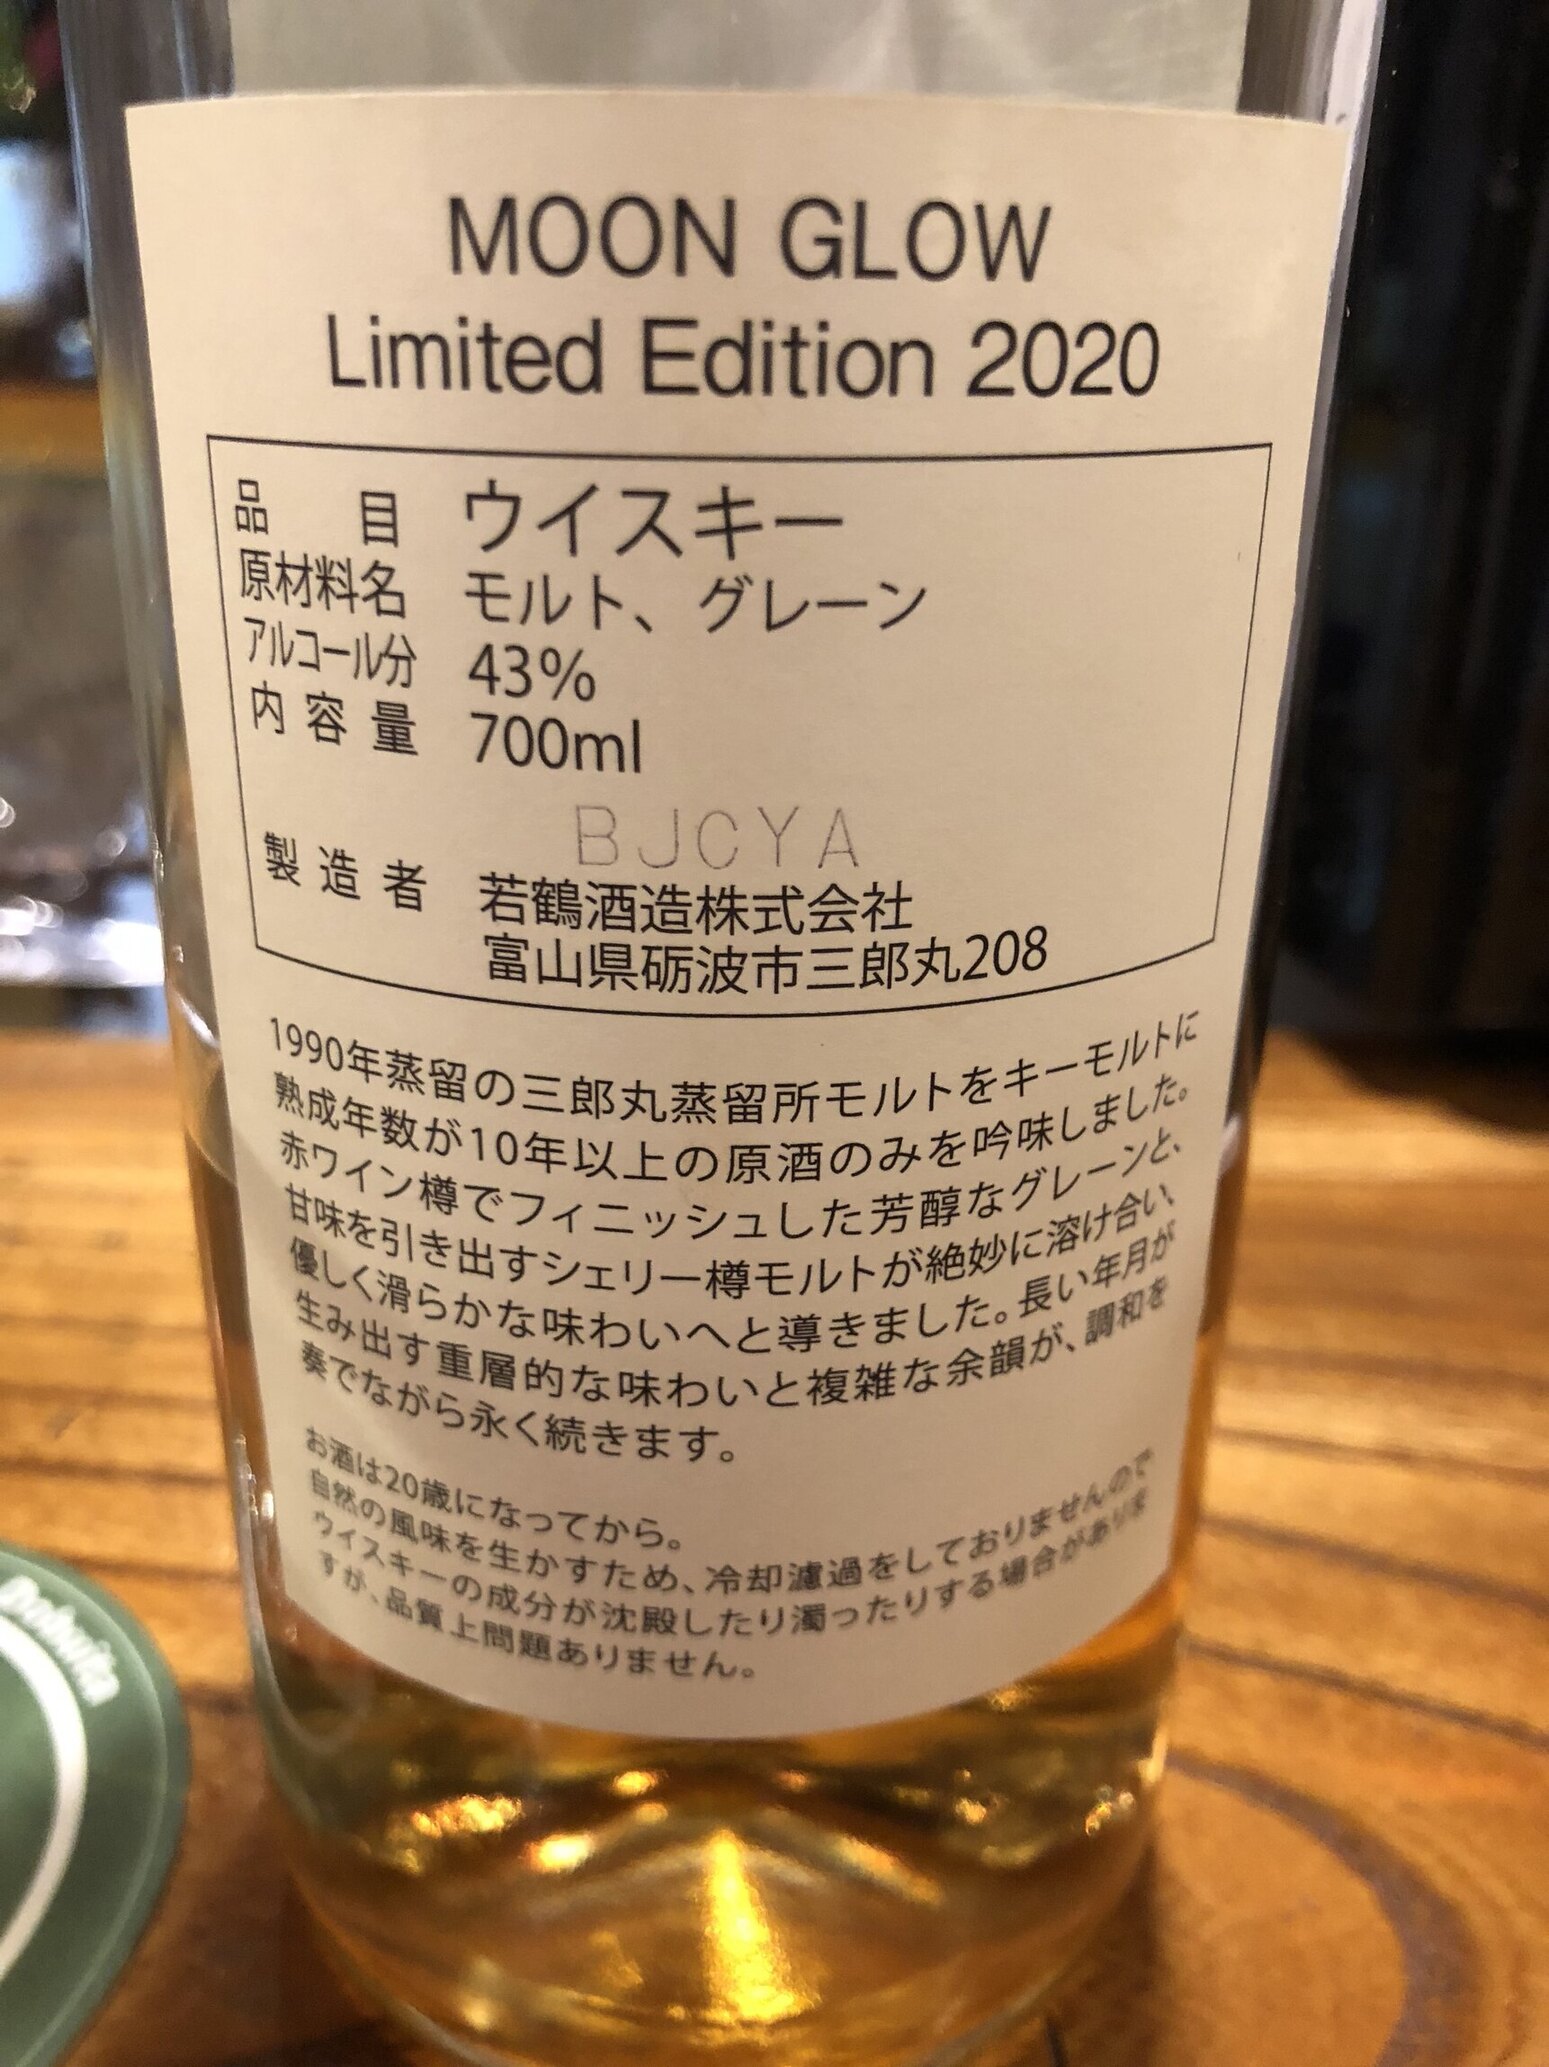 MOON GLOW
Limited Edition 2020
品 目 ウイスキー
原材料名 モルト、グレーン
アルコール分 43%
内容量 700ml
BJCYA
製造者 若鶴酒造株式会社
富山県砺波市三郎丸208
1990年蒸留の三郎丸蒸留所モルトをキーモルトに
熟成年数が10年以上の原酒のみを吟味しました。
赤ワイン樽でフィニッシュした芳醇なグレーンと、
甘味を引き出すシェリー樽モルトが絶妙に溶け合い、
優しく滑らかな味わいへと導きました。長い年月が
生み出す重層的な味わいと複雑な余韻が、調和を
奏でながら永く続きます。
お酒は20歳になってから。
自然の風味を生かすため、冷却濾過をしておりませんので
ウイスキーの成分が沈殿したり濁ったりする場合がありま
すが、品質上問題ありません。